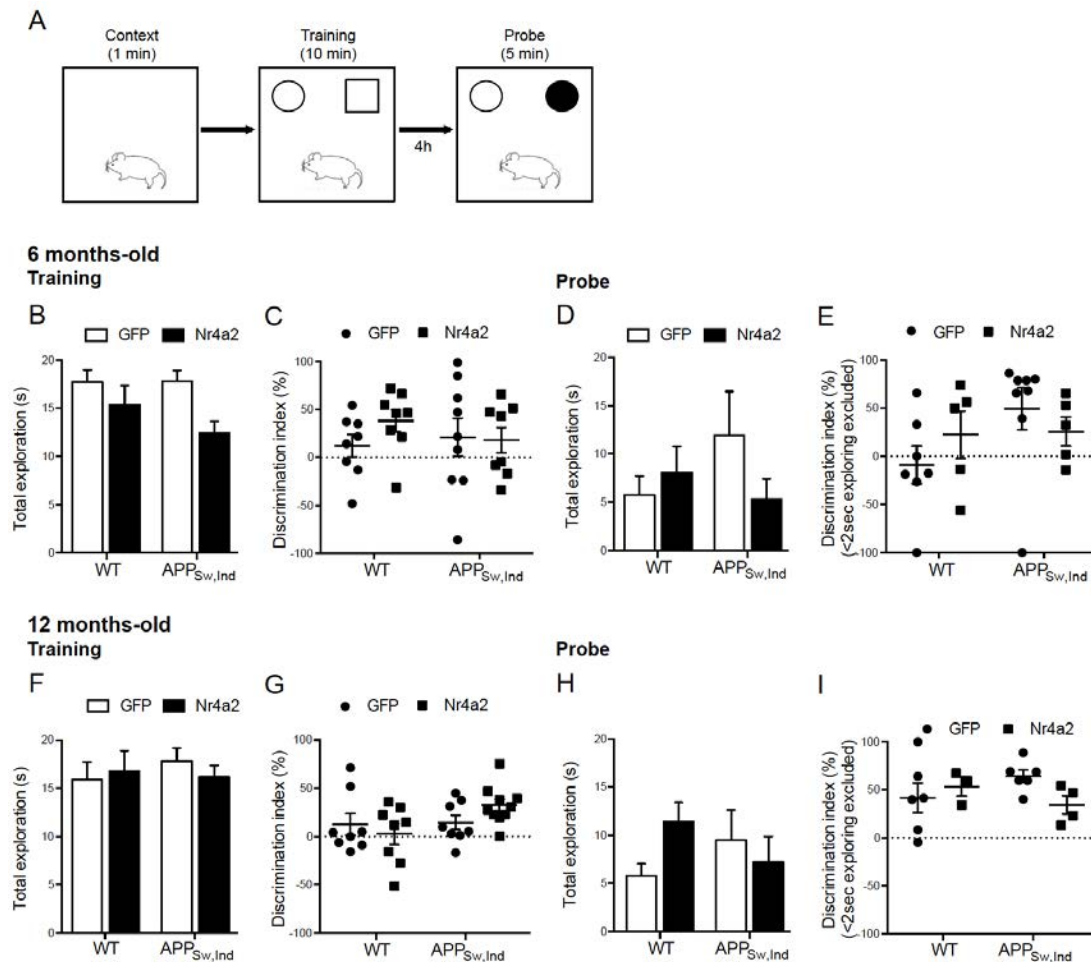 A
Context
(1 min)
Training
(10 min)
Probe
(5 min)
4h
6 months-old
Training
Probe
B
GFP
Nr4a2
Total exploration (s)
20
15
10
5
0
WT
APPSw,Ind
C
GFP
Nr4a2
Discrimination index (%)
100
50
0
-50
-100
WT
APPSw,Ind
D
GFP
Nr4a2
Total exploration (s)
20
15
10
5
0
WT
APPSw,Ind
E
GFP
Nr4a2
Discrimination index (%)
(<2sec exploring excluded)
100
50
0
-50
-100
WT
APPSw,Ind
12 months-old
Training
Probe
F
GFP
Nr4a2
Total exploration (s)
20
15
10
5
0
WT
APPSw,Ind
G
GFP
Nr4a2
Discrimination index (%)
100
50
0
-50
-100
WT
APPSw,Ind
H
GFP
Nr4a2
Total exploration (s)
20
15
10
5
0
WT
APPSw,Ind
I
GFP
Nr4a2
Discrimination index (%)
(<2sec exploring excluded)
100
50
0
-50
-100
WT
APPSw,Ind